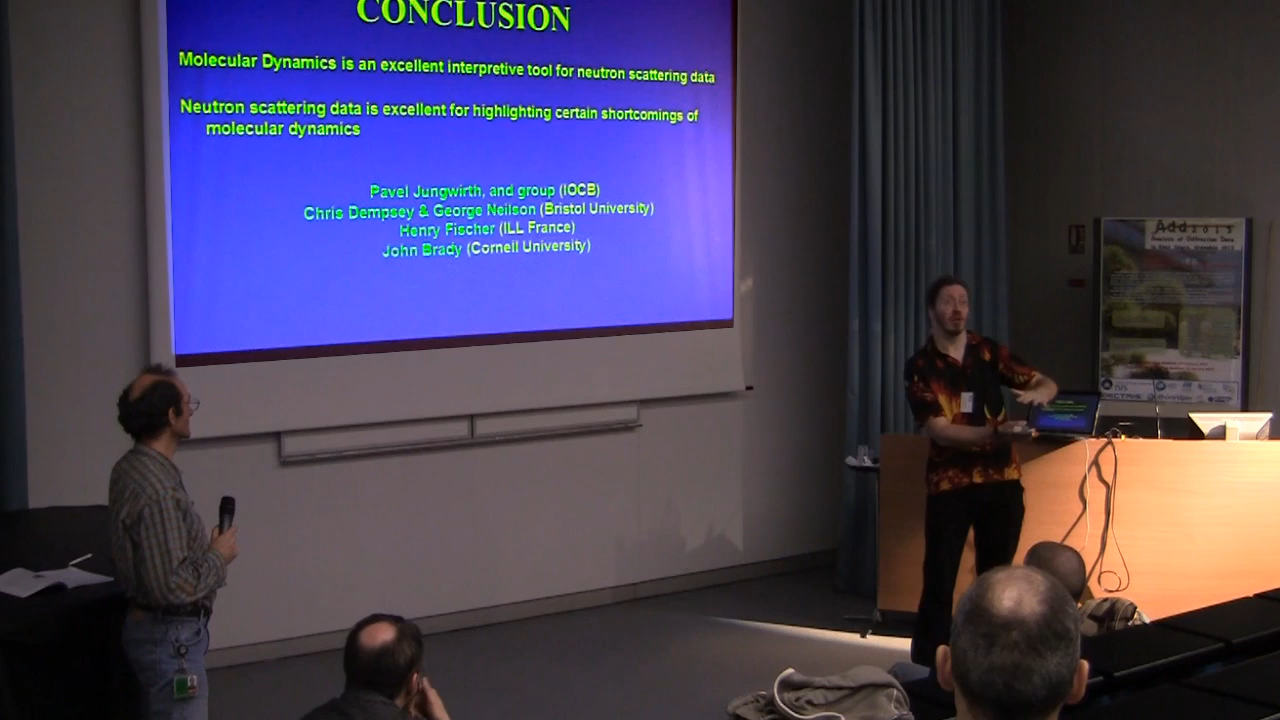 CONCLUSION
Molecular Dynamics is an excellent interpretive tool for neutron scattering data
Neutron scattering data is excellent for highlighting certain shortcomings of
molecular dynamics
Pavel Jungwirth, and group (IOCB)
Chris Dempsey & George Neilson (Bristol University)
Henry Fischer (ILL France)
John Brady (Cornell University)
Add2013
Analysis of Diffraction Data